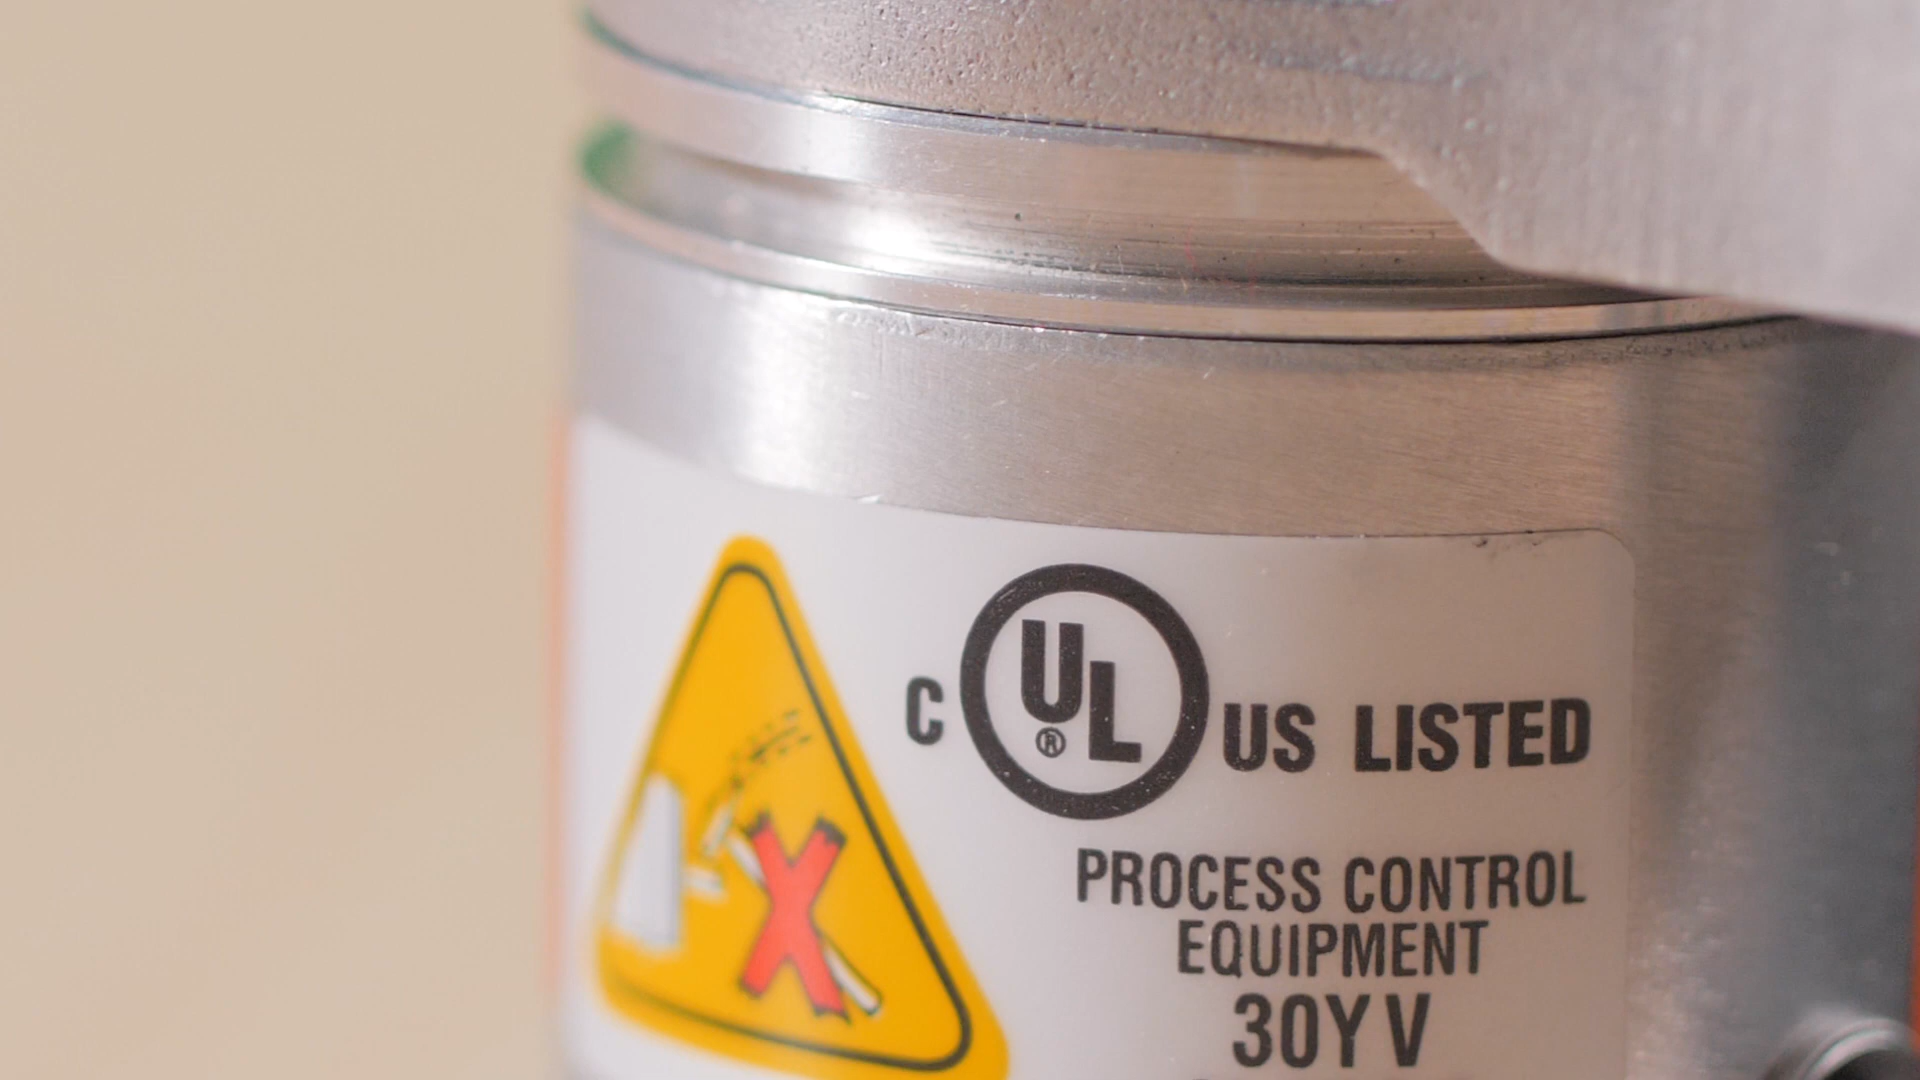 C UL® US LISTED
PROCESS CONTROL
EQUIPMENT
30YV